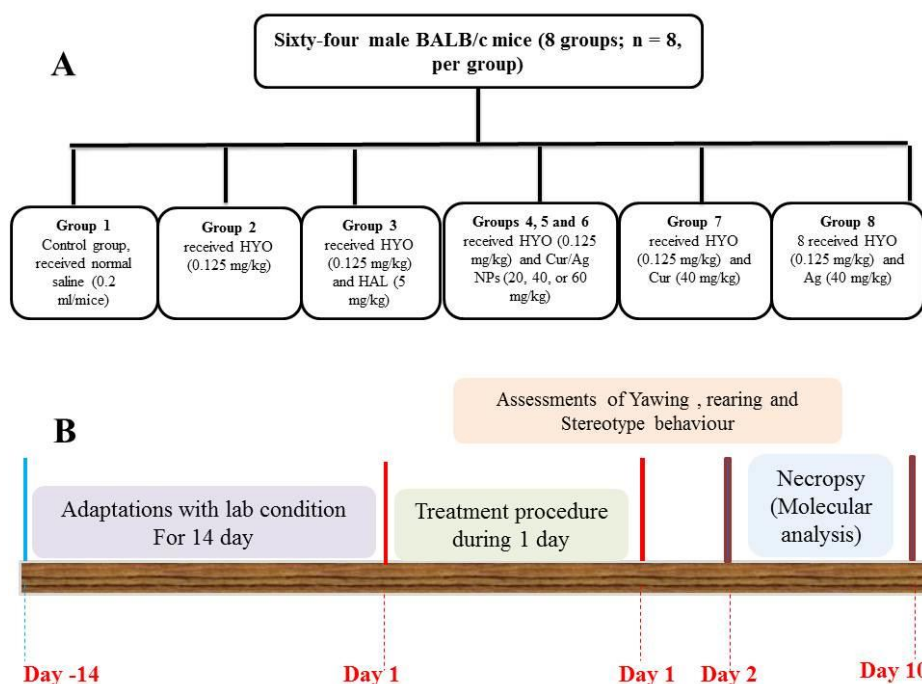 A
Sixty-four male BALB/c mice (8 groups; n = 8,
per group)
Group 1
Control group,
received normal
saline (0.2
ml/mice)
Group 2
received HYO
(0.125 mg/kg)
Group 3
received HYO
(0.125 mg/kg)
and HAL (5
mg/kg)
Groups 4, 5 and 6
received HYO (0.125
mg/kg) and Cur/Ag
NPs (20, 40, or 60
mg/kg)
Group 7
received HYO
(0.125 mg/kg) and
Cur (40 mg/kg)
Group 8
8 received HYO
(0.125 mg/kg) and
Ag (40 mg/kg)
B
Assessments of Yawing , rearing and
Stereotype behaviour
Adaptations with lab condition
For 14 day
Treatment procedure
during 1 day
Necropsy
(Molecular
analysis)
Day -14
Day 1
Day 1
Day 2
Day 10